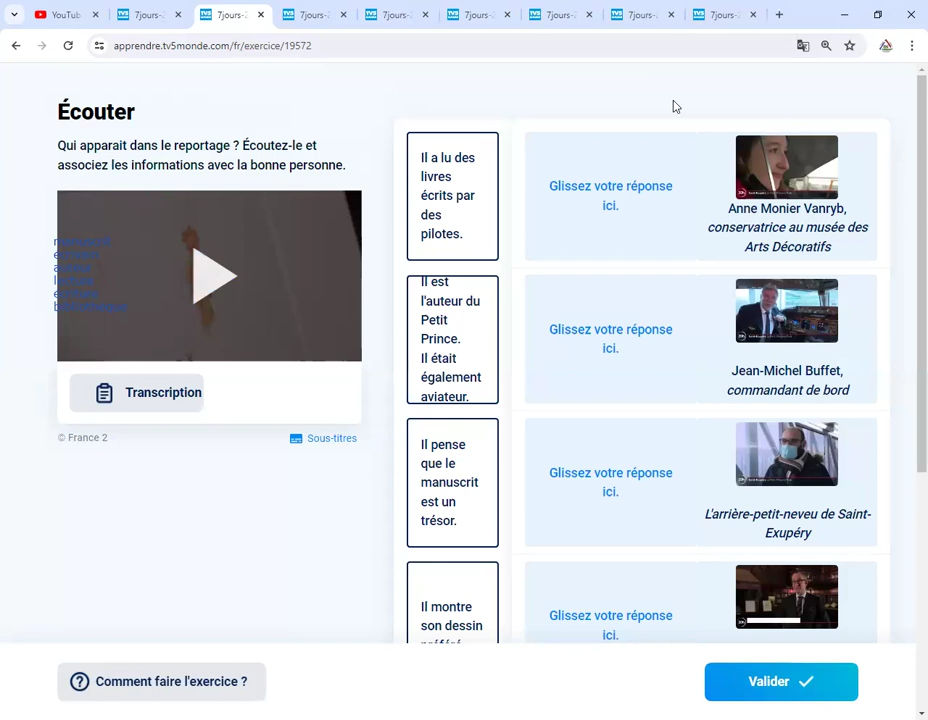 YouTub
7jours-2
7jours-2
7jours-
7jours-
7jours-
7jours-
7jours-
7jours-
apprendre.tv5monde.com/fr/exercice/19572
Écouter
Qui apparait dans le reportage ? Écoutez-le et
associez les informations avec la bonne personne.
Transcription
© France 2
Sous-titres
Il a lu des
livres
écrits par
des
pilotes.
Glissez votre réponse
ici.
Anne Monier Vanryb,
conservatrice au musée des
Arts Décoratifs
Il est
l'auteur du
Petit
Prince.
Il était
également
aviateur.
Glissez votre réponse
ici.
Jean-Michel Buffet,
commandant de bord
Il pense
que le
manuscrit
est un
trésor.
Glissez votre réponse
ici.
L'arrière-petit-neveu de Saint-
Exupéry
Il montre
son dessin
préféré
Glissez votre réponse
ici.
Comment faire l'exercice ?
Valider